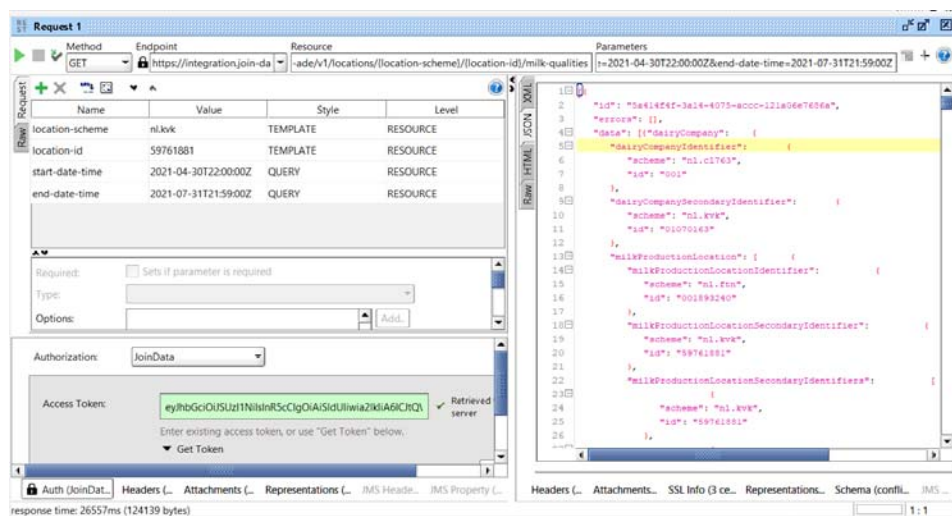 Request 1
Method Endpoint Resource Parameters
GET https://integration.join-da -ade/v1/locations/{location-scheme}/{location-id}/milk-qualities :=2021-04-30T22:00:00Z&end-date-time=2021-07-31T21:59:00Z
Raw Request
Name Value Style Level
location-scheme nl.kvk TEMPLATE RESOURCE
location-id 59761881 TEMPLATE RESOURCE
start-date-time 2021-04-30T22:00:00Z QUERY RESOURCE
end-date-time 2021-07-31T21:59:00Z QUERY RESOURCE
Required: Sets if parameter is required
Type:
Options: Add..
Authorization: JoinData
Access Token: Retrieved server
Enter existing access token, or use "Get Token" below.
Get Token
Auth (JoinDat... Headers (... Attachments (... Representations (... JMS Heade... JMS Property (...
response time: 26557ms (124139 bytes)
Raw HTML JSON XML
1 {
2 "id": "5a414f4f-3a14-4075-accc-121a06e7686a",
3 "errors": [],
4 "data": [{"dairyCompany": {
5 "dairyCompanyIdentifier": {
6 "scheme": "nl.cl763",
7 "id": "001"
8 },
9 "dairyCompanySecondaryIdentifier": {
10 "scheme": "nl.kvk",
11 "id": "01070163"
12 },
13 "milkProductionLocation": [ {
14 "milkProductionLocationIdentifier": {
15 "scheme": "nl.ftn",
16 "id": "001893240"
17 },
18 "milkProductionLocationSecondaryIdentifier": {
19 "scheme": "nl.kvk",
20 "id": "59761881"
21 },
22 "milkProductionLocationSecondaryIdentifiers": [
23 {
24 "scheme": "nl.kvk",
25 "id": "59761881"
26 },
Headers (... Attachments... SSL Info (3 ce... Representations... Schema (confli... JMS ...
1 : 1